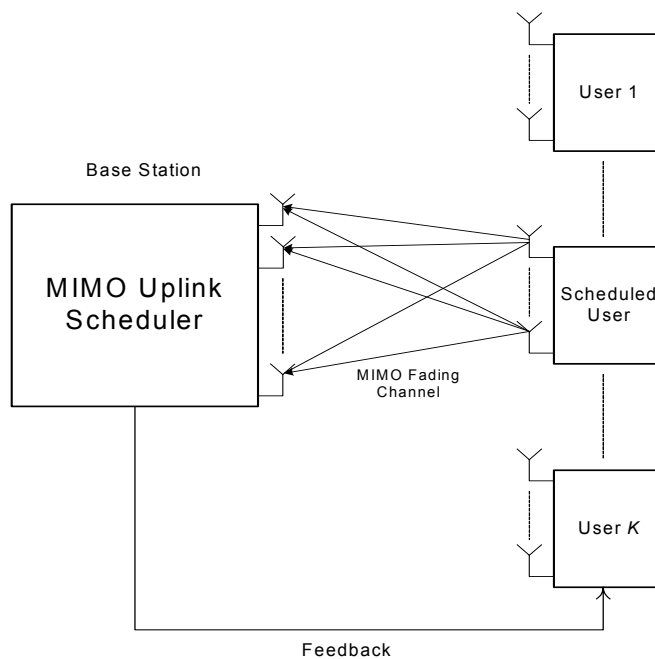 User 1
Base Station
MIMO Uplink
Scheduler
Scheduled
User
MIMO Fading
Channel
User K
Feedback